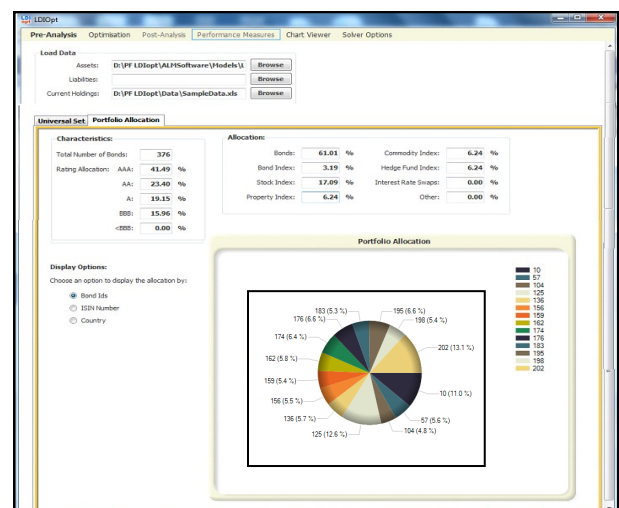 LDIOpt
Pre-Analysis Optimisation Post-Analysis Performance Measures Chart Viewer Solver Options
Load Data
Assets: D:\PF LDIopt\ALMSoftware\Models\L Browse
Liabilities: Browse
Current Holdings: D:\PF LDIopt\Data\SampleData.xls Browse
Universal Set Portfolio Allocation
Characteristics:
Total Number of Bonds: 376
Rating Allocation: AAA: 41.49 %
AA: 23.40 %
A: 19.15 %
BBB: 15.96 %
<BBB: 0.00 %
Allocation:
Bonds: 61.01 % Commodity Index: 6.24 %
Bond Index: 3.19 % Hedge Fund Index: 6.24 %
Stock Index: 17.09 % Interest Rate Swaps: 0.00 %
Property Index: 6.24 % Other: 0.00 %
Display Options:
Choose an option to display the allocation by:
Bond Ids
ISIN Number
Country
Portfolio Allocation
183 (5.3 %)
195 (6.6 %)
176 (6.6 %)
198 (5.4 %)
174 (6.4 %)
202 (13.1 %)
162 (5.8 %)
159 (5.4 %)
10 (11.0 %)
156 (5.5 %)
57 (5.6 %)
136 (5.7 %)
104 (4.8 %)
125 (12.6 %)
10
57
104
125
136
156
159
162
174
176
183
195
198
202